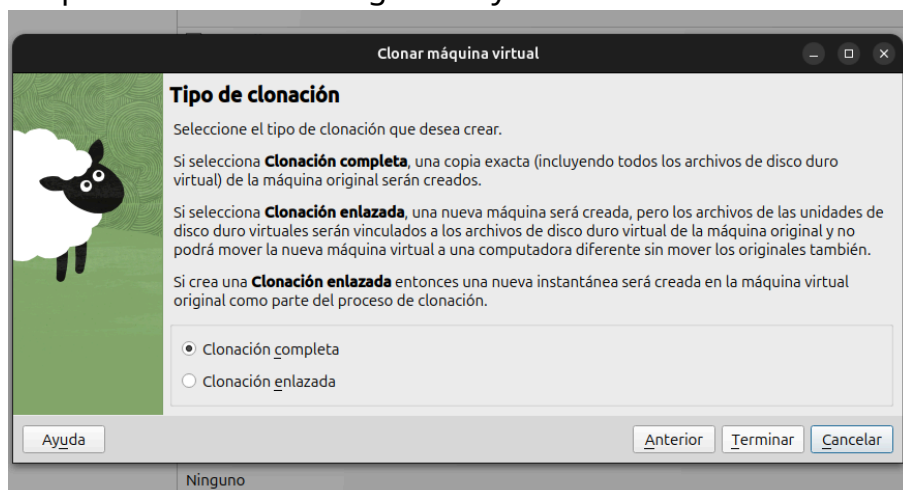 Clonar máquina virtual
Tipo de clonación
Seleccione el tipo de clonación que desea crear.
Si selecciona Clonación completa, una copia exacta (incluyendo todos los archivos de disco duro
virtual) de la máquina original serán creados.
Si selecciona Clonación enlazada, una nueva máquina será creada, pero los archivos de las unidades de
disco duro virtuales serán vinculados a los archivos de disco duro virtual de la máquina original y no
podrá mover la nueva máquina virtual a una computadora diferente sin mover los originales también.
Si crea una Clonación enlazada entonces una nueva instantánea será creada en la máquina virtual
original como parte del proceso de clonación.
Clonación completa
Clonación enlazada
Ayuda Anterior Terminar Cancelar
Ninguno